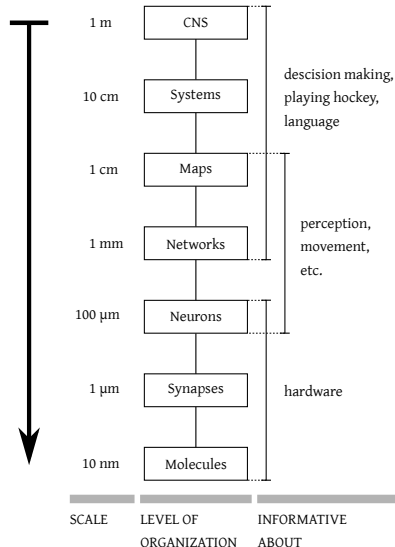 1 m
CNS
10 cm
Systems
descision making,
playing hockey,
language
1 cm
Maps
1 mm
Networks
perception,
movement,
etc.
100 μm
Neurons
1 μm
Synapses
hardware
10 nm
Molecules
SCALE
LEVEL OF
ORGANIZATION
INFORMATIVE
ABOUT